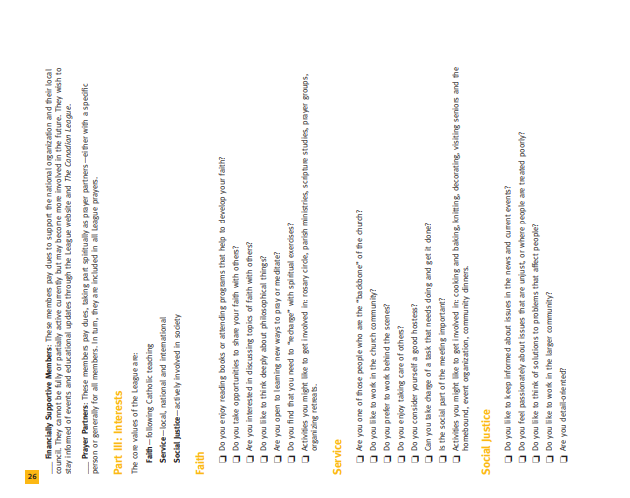 ___ Financially Supportive Members: These members pay dues to support the national organization and their local
council. They cannot be fully or partially active currently but may become more involved in the future. They wish to
stay informed of events and educational updates through the League website and The Canadian League.
___ Prayer Partners: These members pay dues, taking part spiritually as prayer partners—either with a specific
person or generally for all members. In turn, they are included in all League prayers.
Part III: Interests
The core values of the League are:
Faith—following Catholic teaching
Service—local, national and international
Social Justice—actively involved in society
Faith
❑ Do you enjoy reading books or attending programs that help to develop your faith?
❑ Do you take opportunities to share your faith with others?
❑ Are you interested in discussing topics of faith with others?
❑ Do you like to think deeply about philosophical things?
❑ Are you open to learning new ways to pray or meditate?
❑ Do you find that you need to "recharge" with spiritual exercises?
❑ Activities you might like to get involved in: rosary circle, parish ministries, scripture studies, prayer groups,
organizing retreats.
Service
❑ Are you one of those people who are the "backbone" of the church?
❑ Do you like to work in the church community?
❑ Do you prefer to work behind the scenes?
❑ Do you enjoy taking care of others?
❑ Do you consider yourself a good hostess?
❑ Can you take charge of a task that needs doing and get it done?
❑ Is the social part of the meeting important?
❑ Activities you might like to get involved in: cooking and baking, knitting, decorating, visiting seniors and the
homebound, event organization, community dinners.
Social Justice
❑ Do you like to keep informed about issues in the news and current events?
❑ Do you feel passionately about issues that are unjust, or where people are treated poorly?
❑ Do you like to think of solutions to problems that affect people?
❑ Do you like to work in the larger community?
❑ Are you detail-oriented?
26